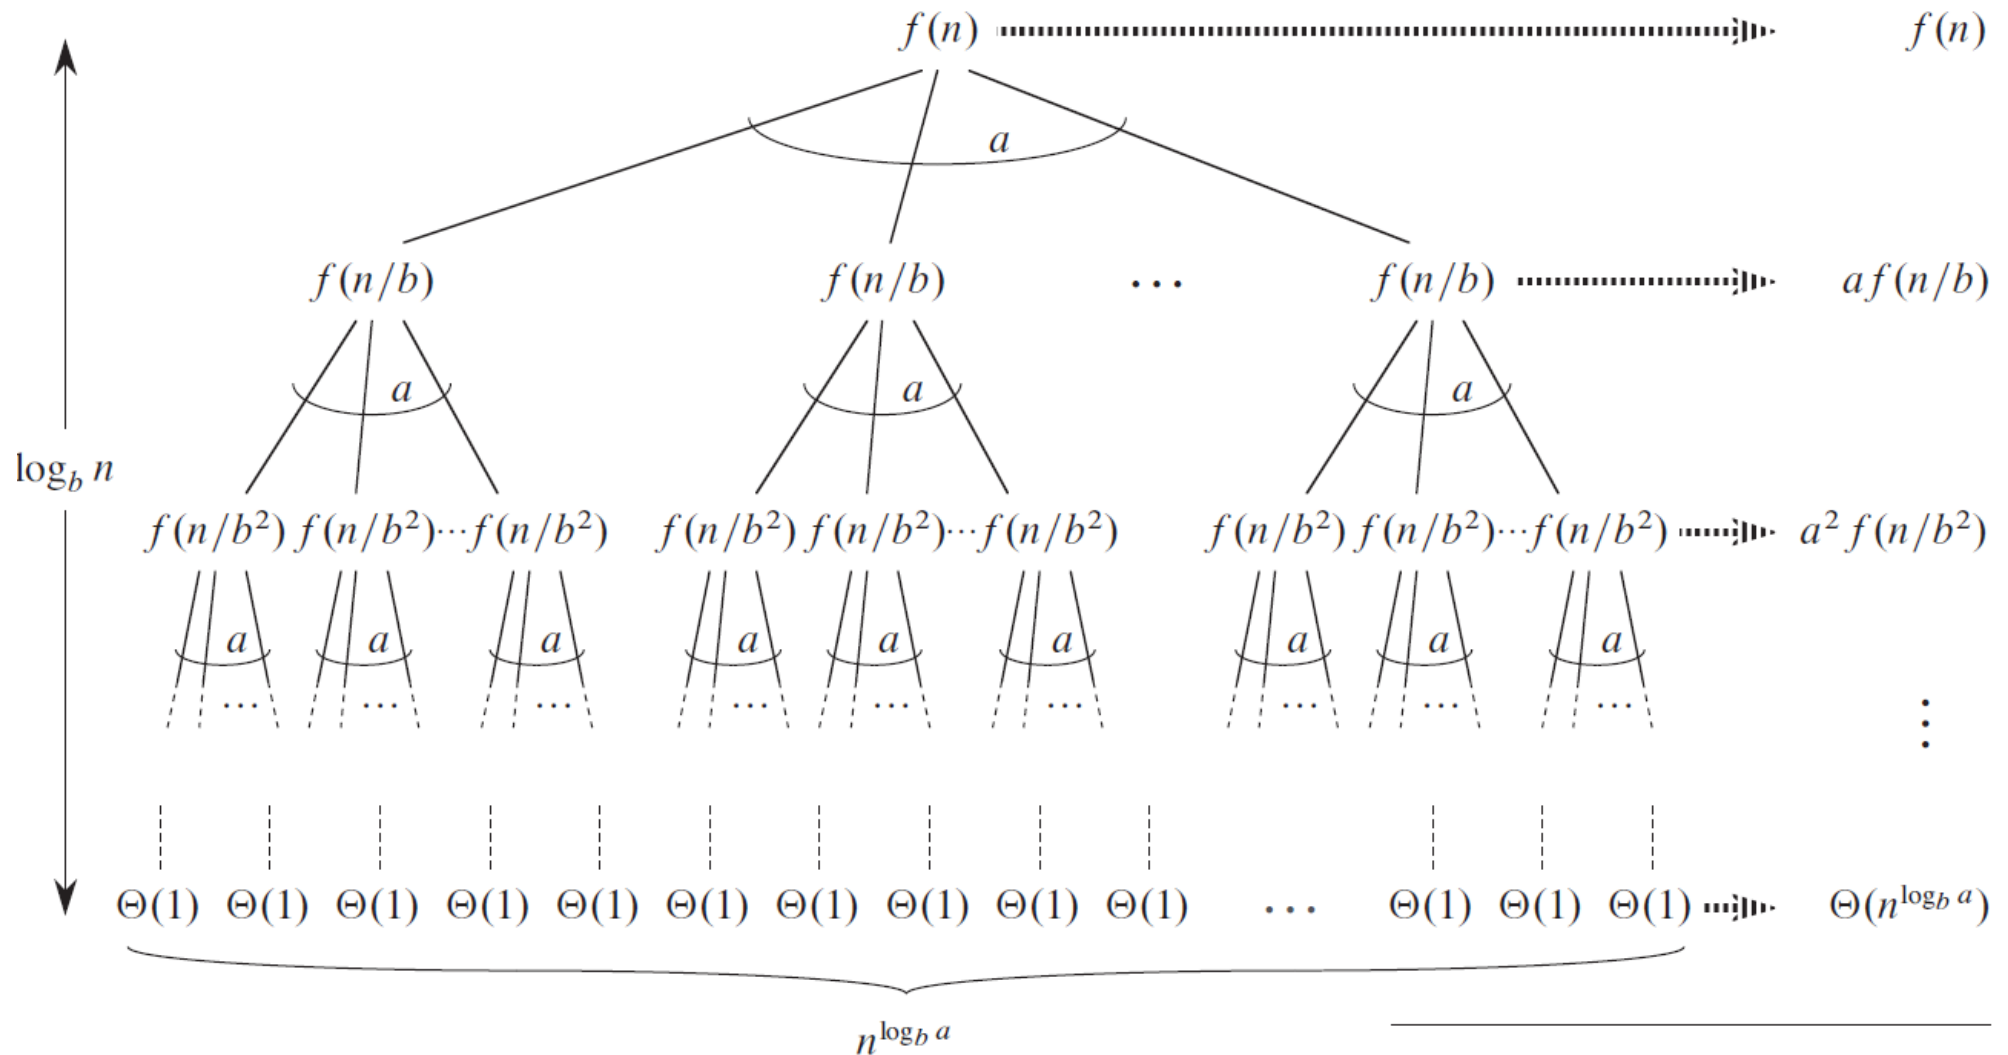 f(n) f(n)
a
f(n/b) f(n/b) ··· f(n/b) af(n/b)
a a a
log_b n
f(n/b²) f(n/b²)···f(n/b²) f(n/b²) f(n/b²)···f(n/b²) f(n/b²) f(n/b²)···f(n/b²) a² f(n/b²)
a a a a a a a a a
··· ··· ··· ··· ··· ··· ··· ··· ··· ⋮
Θ(1) Θ(1) Θ(1) Θ(1) Θ(1) Θ(1) Θ(1) Θ(1) Θ(1) Θ(1) ··· Θ(1) Θ(1) Θ(1) Θ(n^{log_b a})
n^{log_b a}